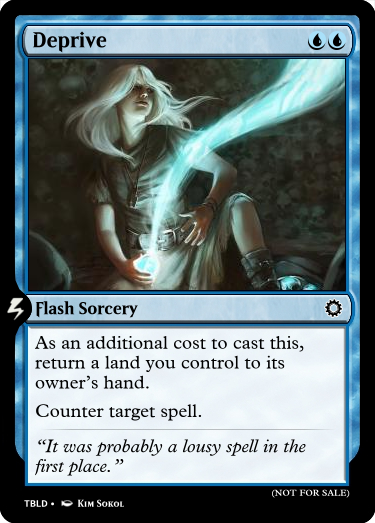 Deprive
Flash Sorcery
As an additional cost to cast this,
return a land you control to its
owner's hand.
Counter target spell.
"It was probably a lousy spell in the
first place."
(NOT FOR SALE)
TBLD • Kim Sokol